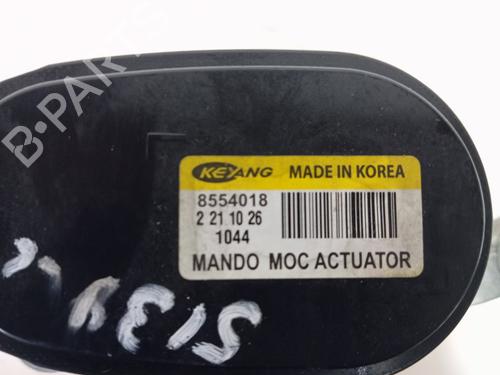 B-PARTS
KEYANG MADE IN KOREA
8554018
2 21 10 26
1044
MANDO MOC ACTUATOR